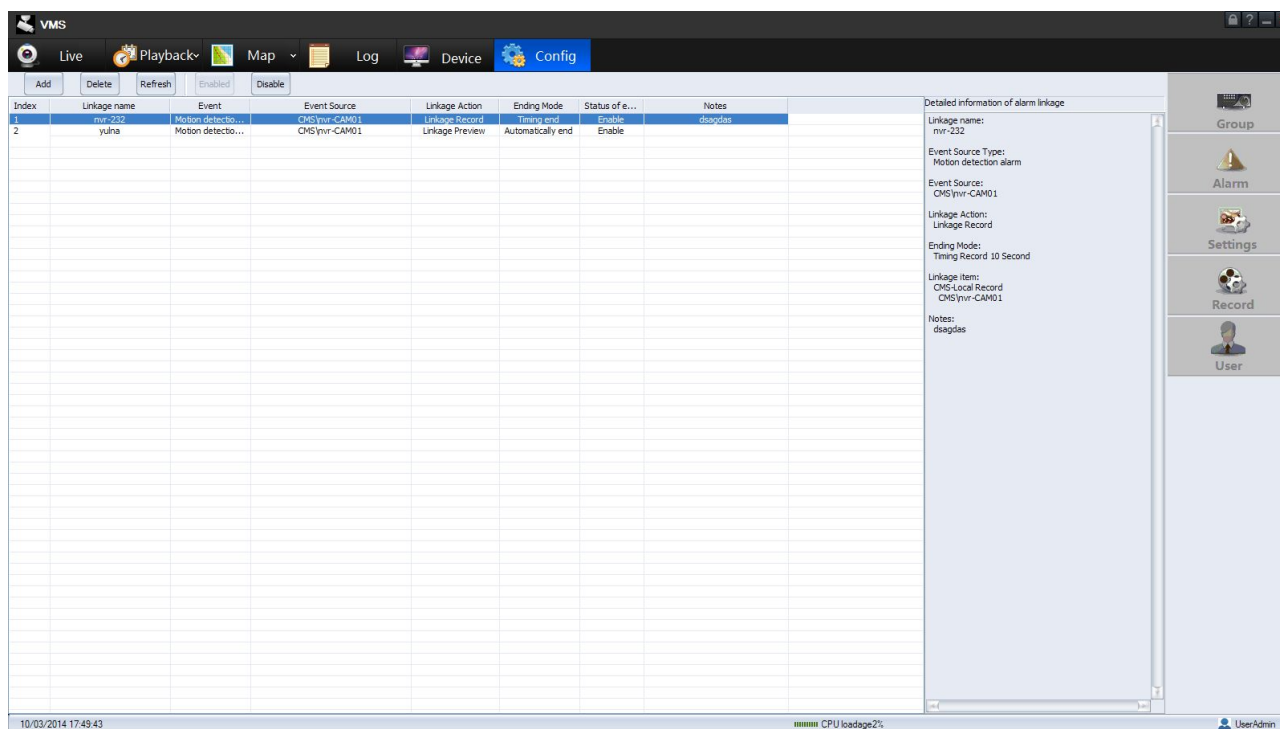 VMS
Live Playback Map Log Device Config
Add Delete Refresh Enabled Disable
Index Linkage name Event Event Source Linkage Action Ending Mode Status of e... Notes
1 nvr-232 Motion detectio... CMS\nvr-CAM01 Linkage Record Timing end Enable dsagdas
2 yulna Motion detectio... CMS\nvr-CAM01 Linkage Preview Automatically end Enable
Detailed information of alarm linkage
Linkage name:
nvr-232
Event Source Type:
Motion detection alarm
Event Source:
CMS\nvr-CAM01
Linkage Action:
Linkage Record
Ending Mode:
Timing Record 10 Second
Linkage item:
CMS-Local Record
CMS\nvr-CAM01
Notes:
dsagdas
Group
Alarm
Settings
Record
User
10/03/2014 17:49:43 CPU loadage2% UserAdmin